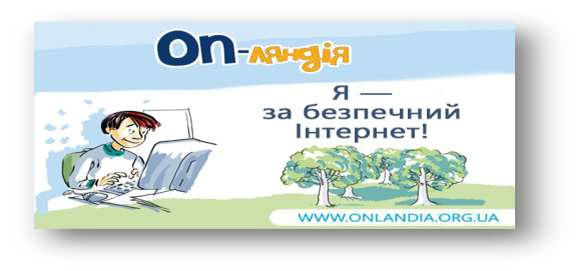 On-ляндія
Я —
за безпечний
Інтернет!
WWW.ONLANDIA.ORG.UA